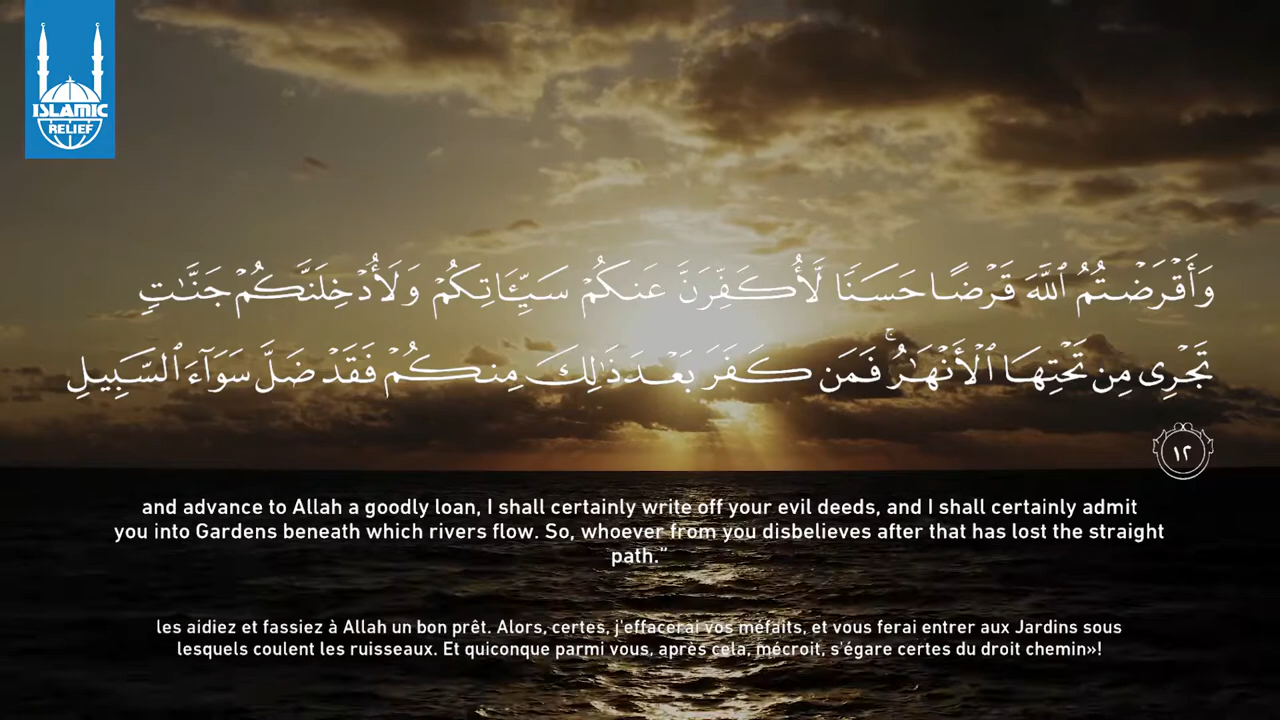 ISLAMIC
RELIEF
وَأَقْرَضْتُمُ ٱللَّهَ قَرْضًا حَسَنًا لَّأُكَفِّرَنَّ عَنكُمْ سَيِّـَٔاتِكُمْ وَلَأُدْخِلَنَّكُمْ جَنَّـٰتٍ
تَجْرِى مِن تَحْتِهَا ٱلْأَنْهَـٰرُ ۚ فَمَن كَفَرَ بَعْدَ ذَٰلِكَ مِنكُمْ فَقَدْ ضَلَّ سَوَآءَ ٱلسَّبِيلِ
١٢
and advance to Allah a goodly loan, I shall certainly write off your evil deeds, and I shall certainly admit
you into Gardens beneath which rivers flow. So, whoever from you disbelieves after that has lost the straight
path.”
les aidiez et fassiez à Allah un bon prêt. Alors, certes, j'effacerai vos méfaits, et vous ferai entrer aux Jardins sous
lesquels coulent les ruisseaux. Et quiconque parmi vous, après cela, mécroit, s'égare certes du droit chemin»!